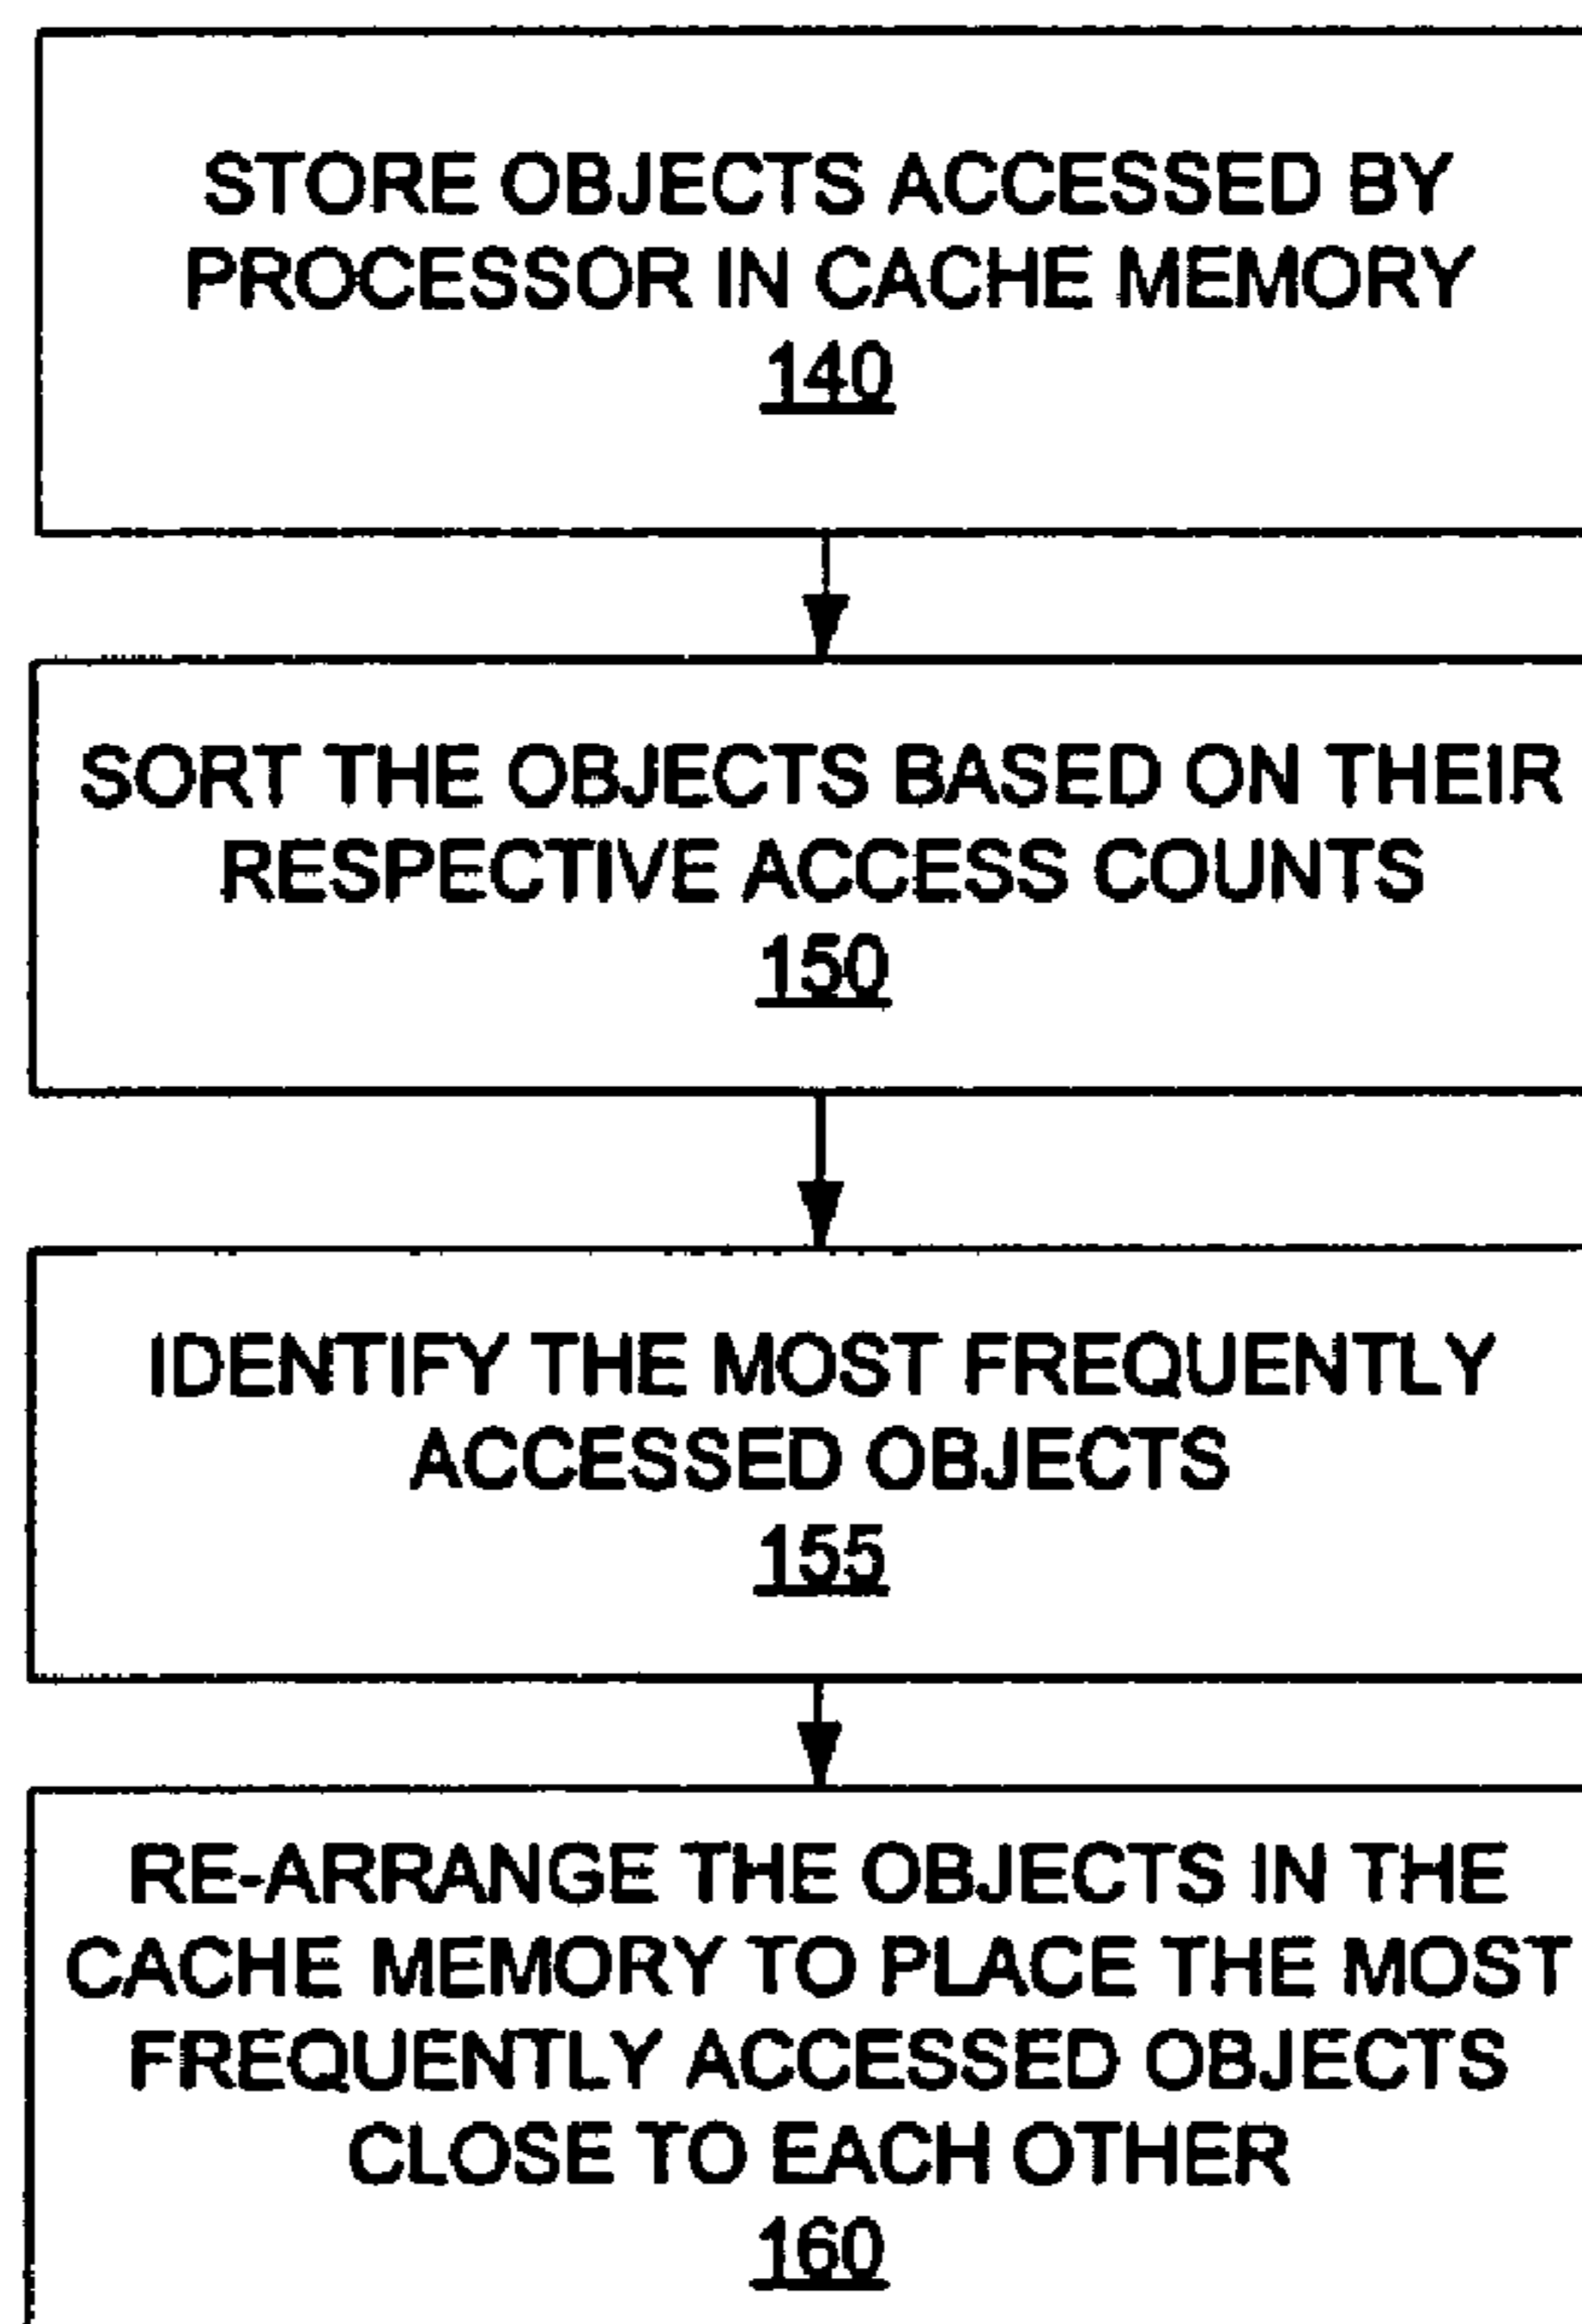 STORE OBJECTS ACCESSED BY
PROCESSOR IN CACHE MEMORY
140
SORT THE OBJECTS BASED ON THEIR
RESPECTIVE ACCESS COUNTS
150
IDENTIFY THE MOST FREQUENTLY
ACCESSED OBJECTS
155
RE-ARRANGE THE OBJECTS IN THE
CACHE MEMORY TO PLACE THE MOST
FREQUENTLY ACCESSED OBJECTS
CLOSE TO EACH OTHER
160